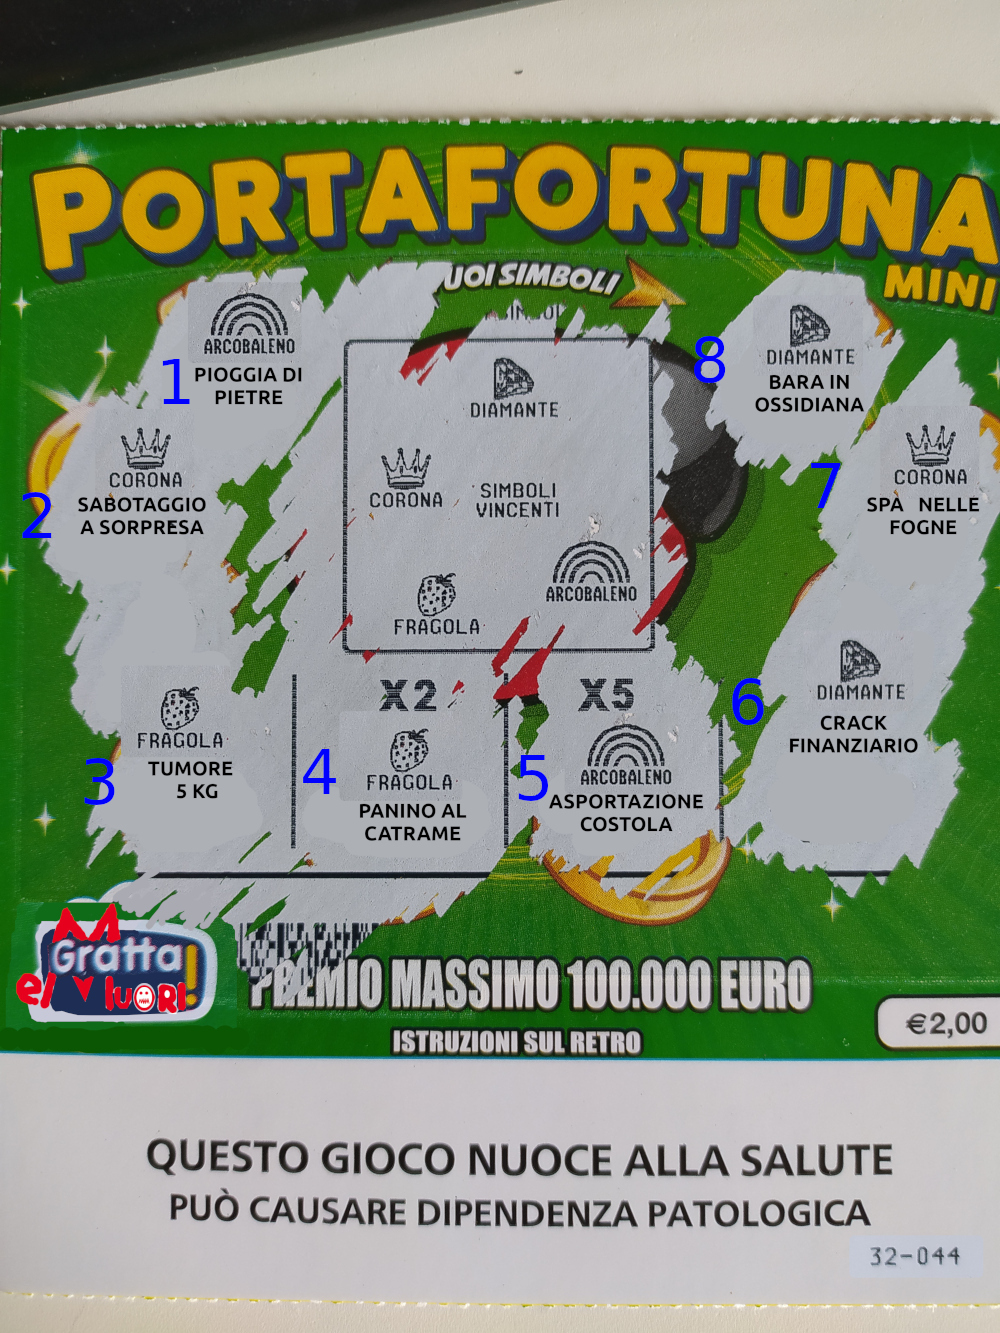 PORTAFORTUNA
MINI
UOI SIMBOLI
ARCOBALENO
1 PIOGGIA DI
PIETRE
DIAMANTE
8 BARA IN
OSSIDIANA
CORONA
2 SABOTAGGIO
A SORPRESA
DIAMANTE
CORONA
SIMBOLI
VINCENTI
FRAGOLA
ARCOBALENO
CORONA
7 SPÀ NELLE
FOGNE
FRAGOLA
3 TUMORE
5 KG
X2
4 FRAGOLA
PANINO AL
CATRAME
X5
ARCOBALENO
5 ASPORTAZIONE
COSTOLA
DIAMANTE
6 CRACK
FINANZIARIO
M
Gratta!
el v fuORI
PREMIO MASSIMO 100.000 EURO
ISTRUZIONI SUL RETRO
€2,00
QUESTO GIOCO NUOCE ALLA SALUTE
PUÒ CAUSARE DIPENDENZA PATOLOGICA
32-044